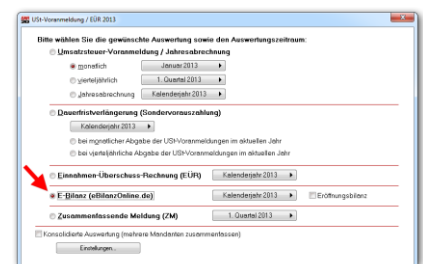 USt-Voranmeldung / EÜR 2013
Bitte wählen Sie die gewünschte Auswertung sowie den Auswertungszeitraum:
Umsatzsteuer-Voranmeldung / Jahresabrechnung
monatlich Januar 2013
vierteljährlich 1. Quartal 2013
Jahresabrechnung Kalenderjahr 2013
Dauerfristverlängerung (Sondervorauszahlung)
Kalenderjahr 2013
bei monatlicher Abgabe der USt-Voranmeldungen im aktuellen Jahr
bei vierteljährliche Abgabe der USt-Voranmeldungen im aktuellen Jahr
Einnahmen-Überschuss-Rechnung (EÜR) Kalenderjahr 2013
E-Bilanz (eBilanzOnline.de) Kalenderjahr 2013 Eröffnungsbilanz
Zusammenfassende Meldung (ZM) 1. Quartal 2013
Konsolidierte Auswertung (mehrere Mandanten zusammenfassen)
Einstellungen...